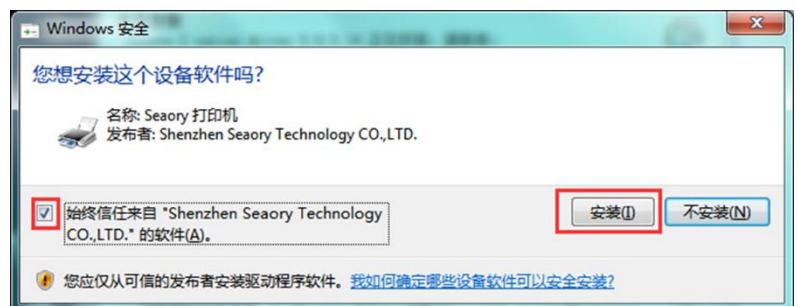 Windows 安全
您想安装这个设备软件吗?
名称: Seaory 打印机
发布者: Shenzhen Seaory Technology CO.,LTD.
始终信任来自 "Shenzhen Seaory Technology
CO.,LTD." 的软件(A)。
安装(I)
不安装(N)
您应仅从可信的发布者安装驱动程序软件。我如何确定哪些设备软件可以安全安装?